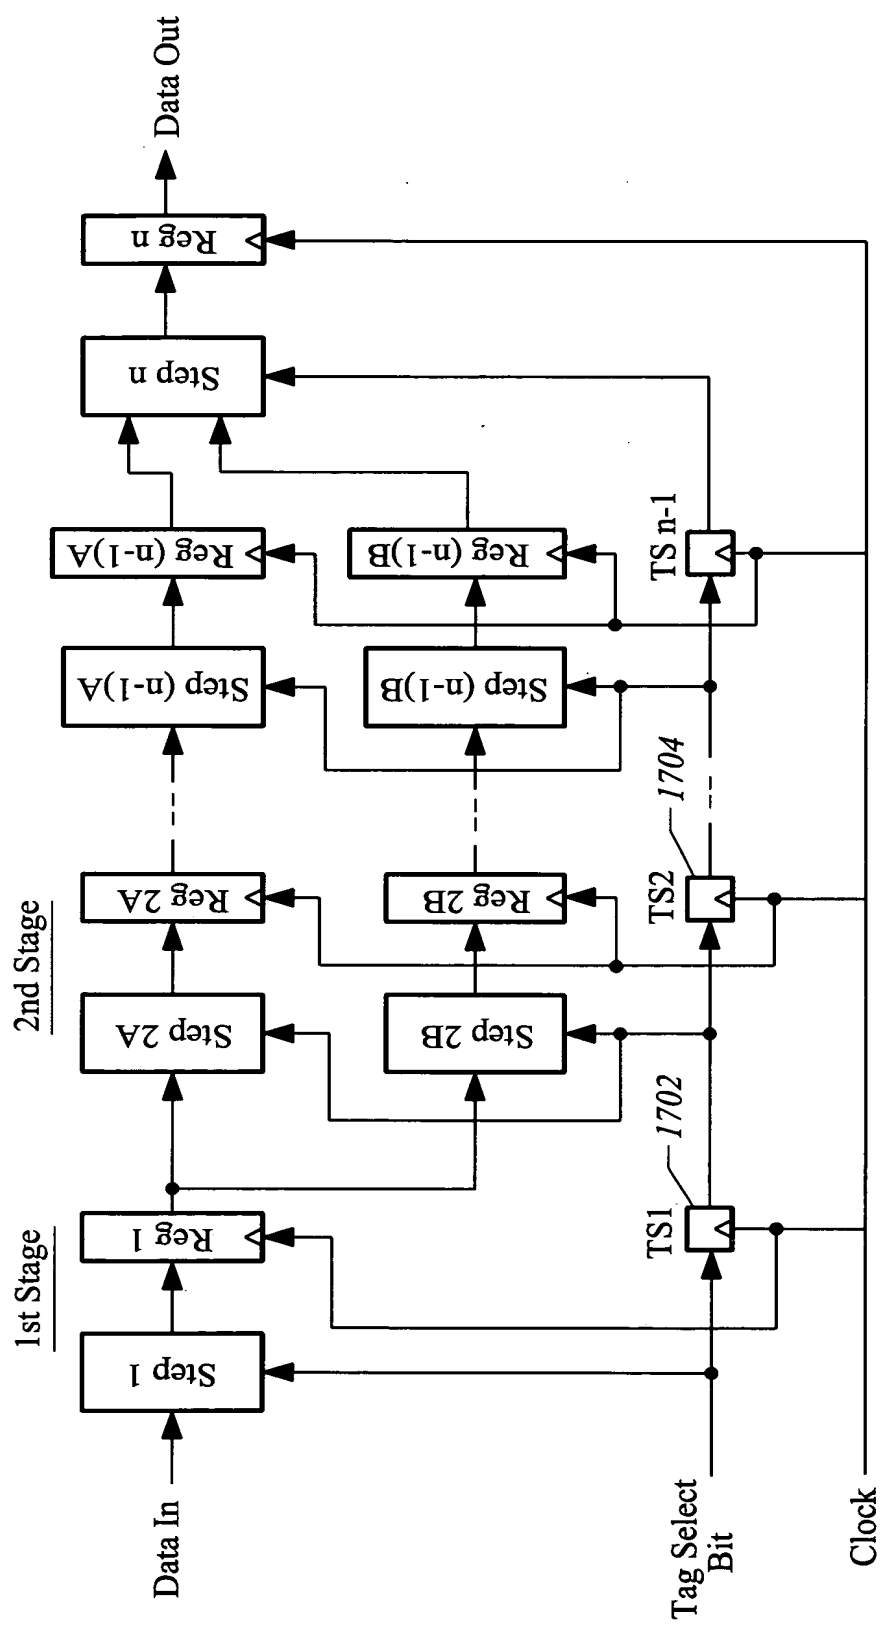 1st Stage
2nd Stage
Data In
Step 1
Reg 1
Step 2A
Reg 2A
Step (n-1)A
Reg (n-1)A
Step n
Reg n
Data Out
Step 2B
Reg 2B
Step (n-1)B
Reg (n-1)B
Tag Select
Bit
TS1
1702
TS2
1704
TS n-1
Clock